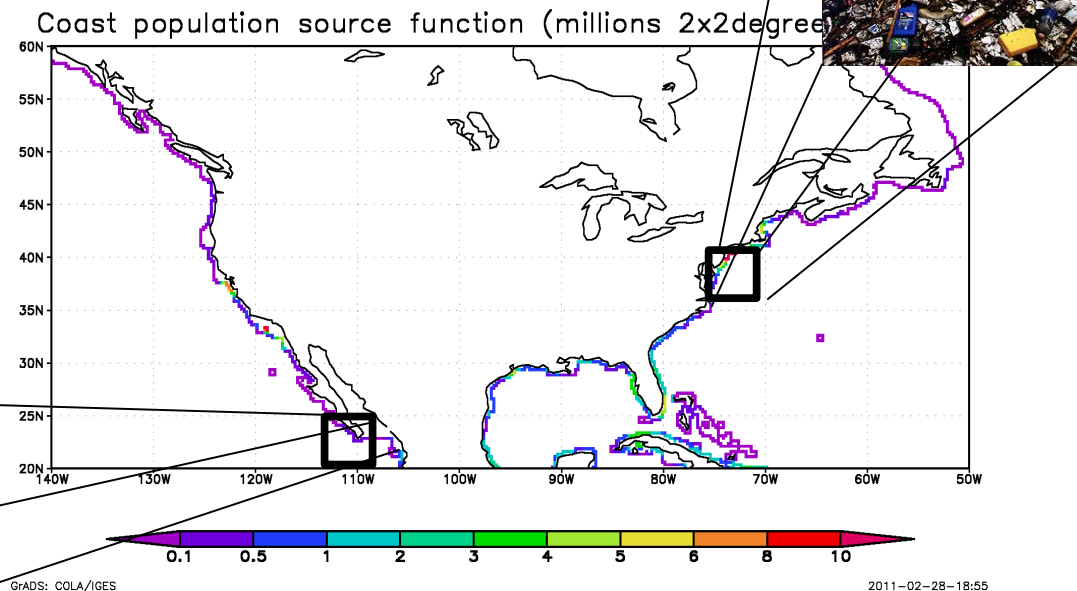 Coast population source function (millions 2x2degree
60N
55N
50N
45N
40N
35N
30N
25N
20N
140W 130W 120W 110W 100W 90W 80W 70W 60W 50W
0.1 0.5 1 2 3 4 5 6 8 10
GrADS: COLA/IGES 2011-02-28-18:55